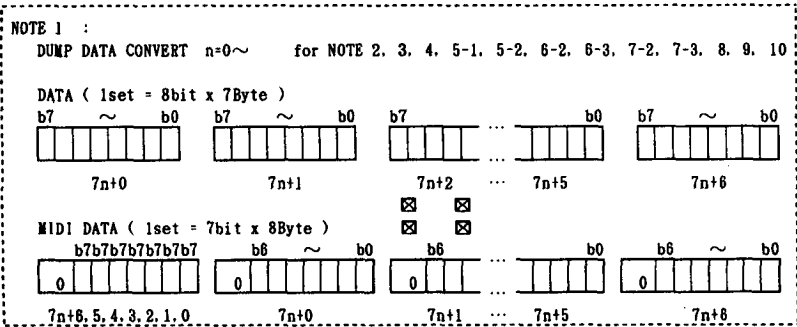 NOTE 1 :
DUMP DATA CONVERT n=0～ for NOTE 2, 3, 4, 5-1, 5-2, 6-2, 6-3, 7-2, 7-3, 8, 9, 10
DATA ( 1set = 8bit x 7Byte )
b7 ～ b0 b7 ～ b0 b7 ... b0 b7 ～ b0
7n+0 7n+1 7n+2 ... 7n+5 7n+6
MIDI DATA ( 1set = 7bit x 8Byte )
b7b7b7b7b7b7b7 b6 ～ b0 b6 ... b0 b6 ～ b0
0 0 0 0
7n+6,5,4,3,2,1,0 7n+0 7n+1 ... 7n+5 7n+6